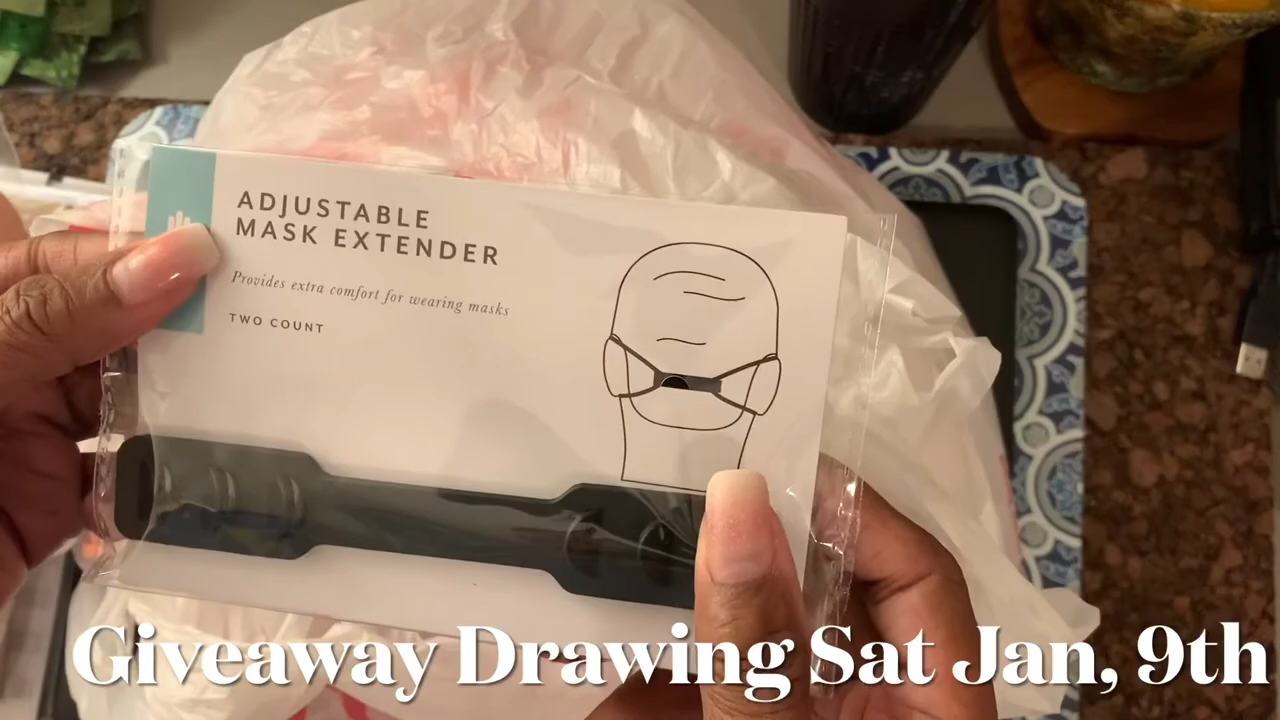 ADJUSTABLE
MASK EXTENDER
Provides extra comfort for wearing masks
TWO COUNT
Giveaway Drawing Sat Jan, 9th